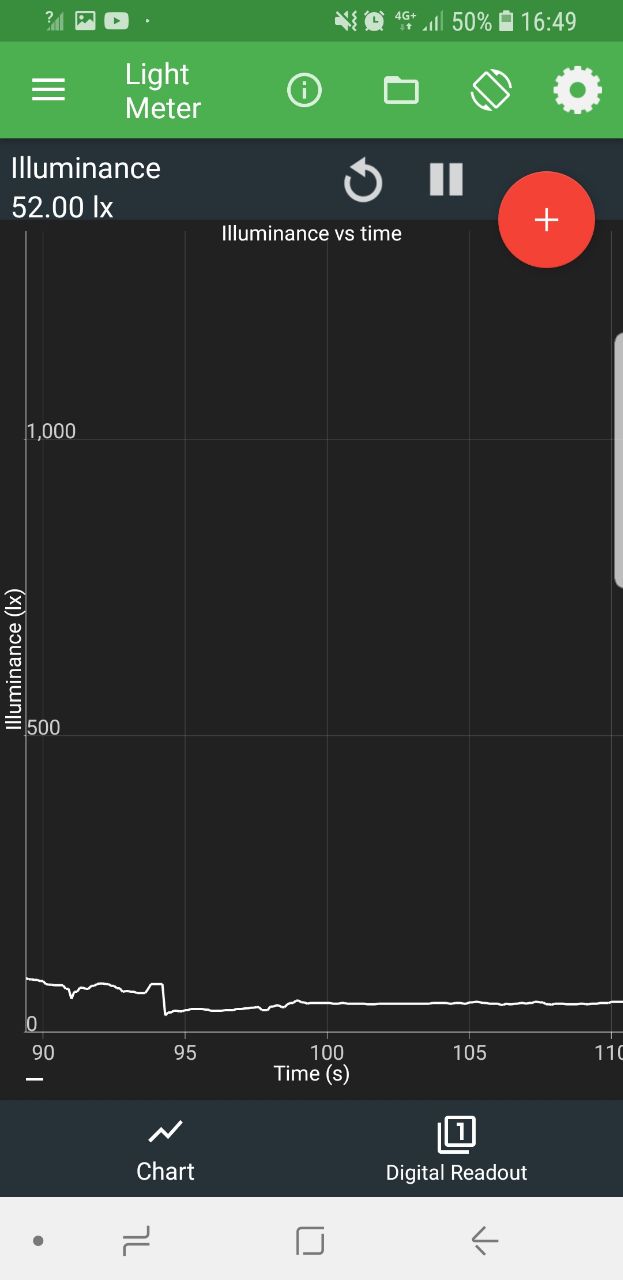 ? 4G+ 50% 16:49
Light
Meter
Illuminance
52.00 lx
+
Illuminance vs time
1,000
Illuminance (lx)
500
0
90 95 100 105 110
Time (s)
1
Chart
Digital Readout